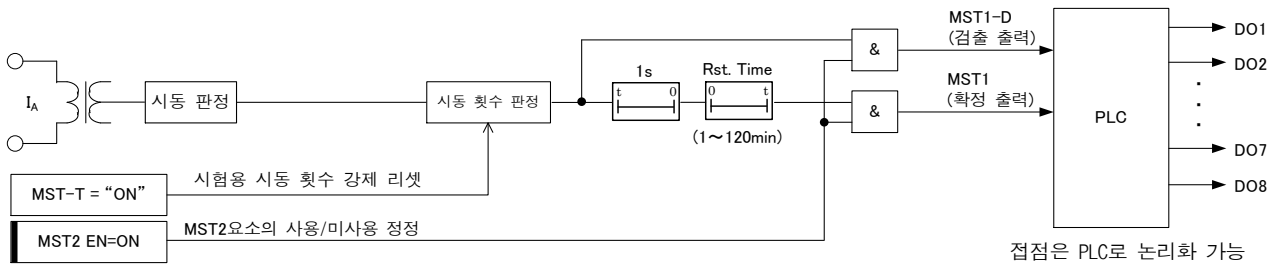 I_A
시동 판정
시동 횟수 판정
1s
t 0
Rst. Time
0 t
(1～120min)
&
&
MST1-D
(검출 출력)
MST1
(확정 출력)
PLC
DO1
DO2
DO7
DO8
MST-T = “ON”
시험용 시동 횟수 강제 리셋
MST2 EN=ON
MST2요소의 사용/미사용 정정
접점은 PLC로 논리화 가능